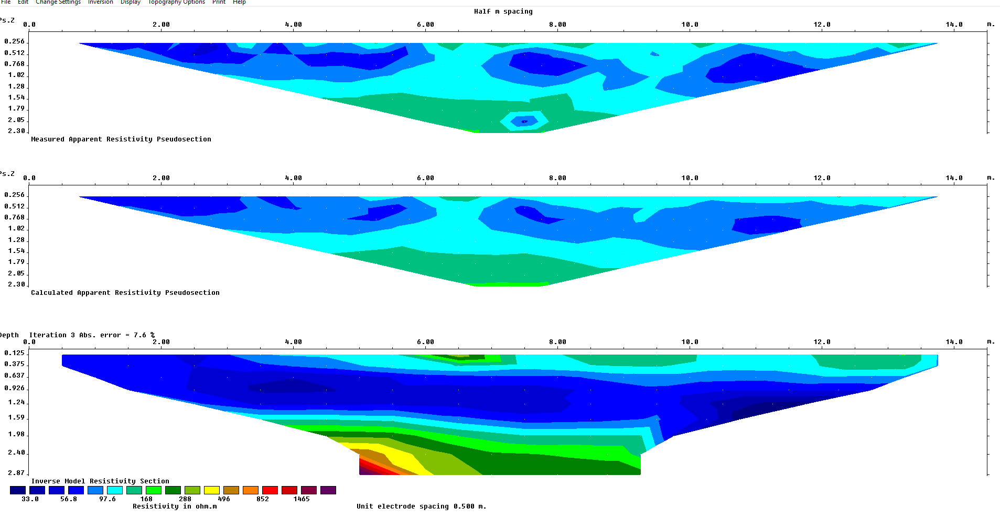 File Edit Change Settings Inversion Display Topography Options Print Help
Half m spacing
Ps.Z 0.0 2.00 4.00 6.00 8.00 10.0 12.0 14.0 m.
0.256
0.512
0.768
1.02
1.28
1.54
1.79
2.05
2.30
Measured Apparent Resistivity Pseudosection
Ps.Z 0.0 2.00 4.00 6.00 8.00 10.0 12.0 14.0 m.
0.256
0.512
0.768
1.02
1.28
1.54
1.79
2.05
2.30
Calculated Apparent Resistivity Pseudosection
Depth Iteration 3 Abs. error = 7.6 %
0.0 2.00 4.00 6.00 8.00 10.0 12.0 14.0 m.
0.125
0.375
0.637
0.926
1.24
1.59
1.98
2.40
2.87
Inverse Model Resistivity Section
33.0 56.8 97.6 168 288 496 852 1465
Resistivity in ohm.m Unit electrode spacing 0.500 m.